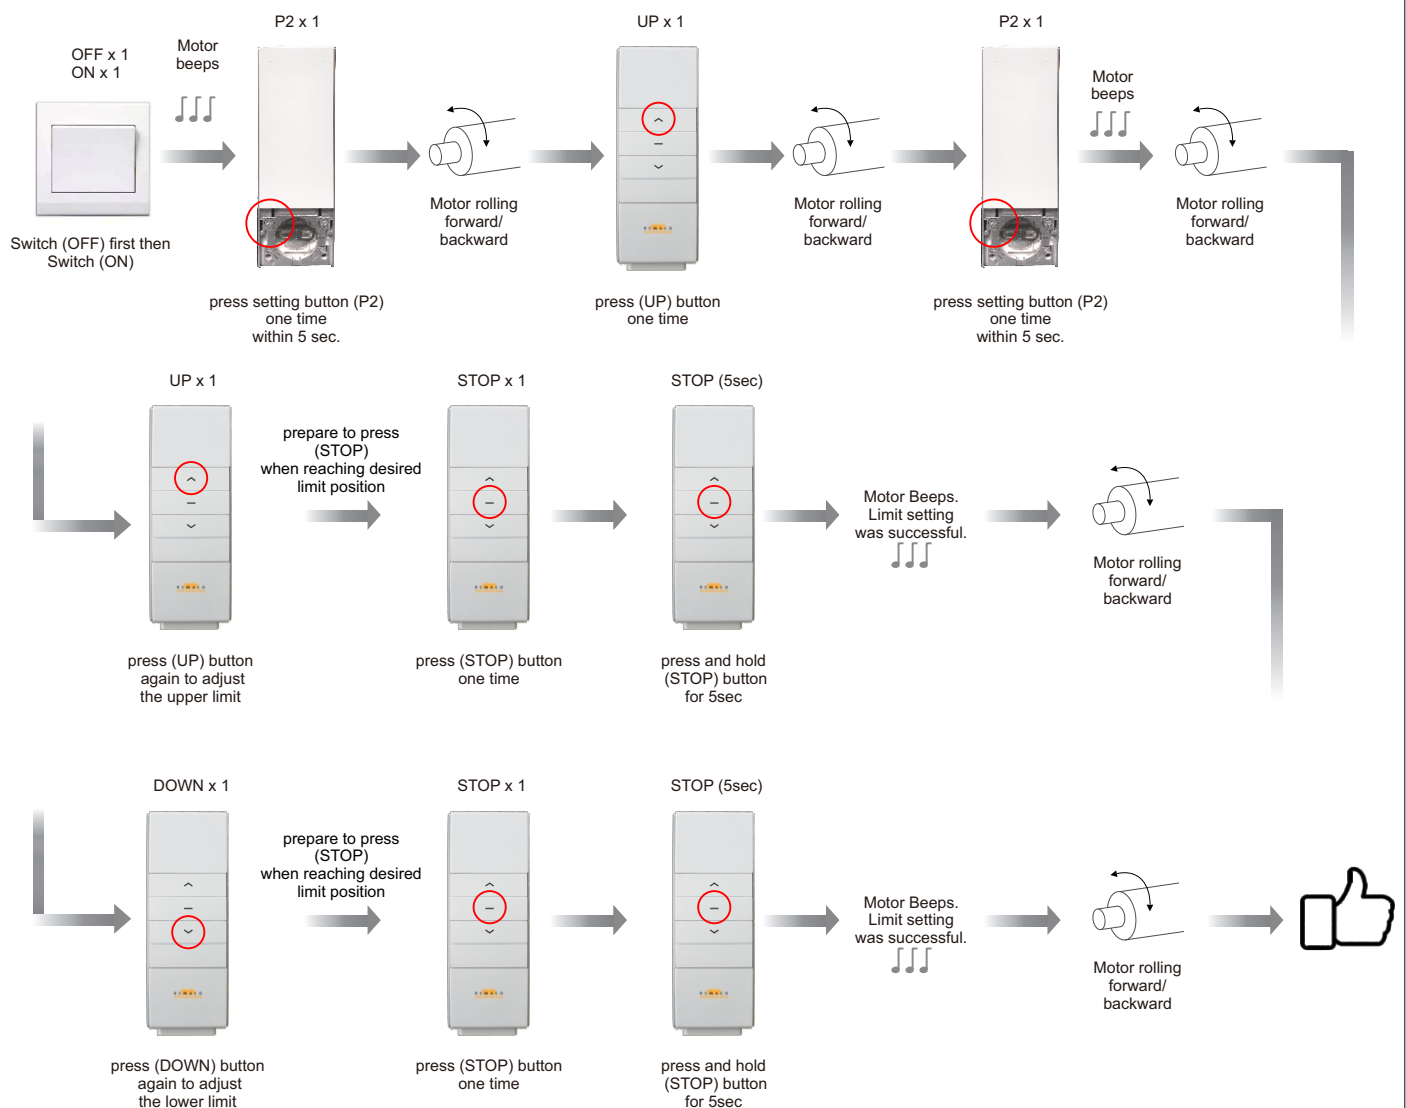 OFF x 1
ON x 1
Motor
beeps
P2 x 1
UP x 1
P2 x 1
Motor
beeps
Switch (OFF) first then
Switch (ON)
Motor rolling
forward/
backward
Motor rolling
forward/
backward
Motor rolling
forward/
backward
press setting button (P2)
one time
within 5 sec.
press (UP) button
one time
press setting button (P2)
one time
within 5 sec.
UP x 1
prepare to press
(STOP)
when reaching desired
limit position
STOP x 1
STOP (5sec)
Motor Beeps.
Limit setting
was successful.
Motor rolling
forward/
backward
press (UP) button
again to adjust
the upper limit
press (STOP) button
one time
press and hold
(STOP) button
for 5sec
DOWN x 1
prepare to press
(STOP)
when reaching desired
limit position
STOP x 1
STOP (5sec)
Motor Beeps.
Limit setting
was successful.
Motor rolling
forward/
backward
press (DOWN) button
again to adjust
the lower limit
press (STOP) button
one time
press and hold
(STOP) button
for 5sec